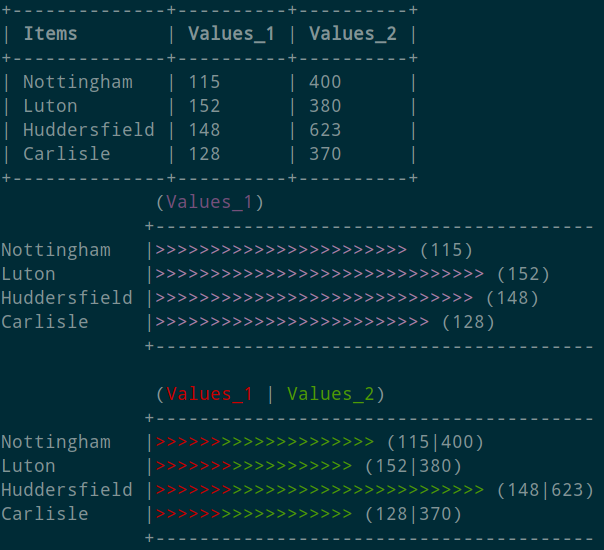 +--------------+----------+----------+
| Items        | Values_1 | Values_2 |
+--------------+----------+----------+
| Nottingham   | 115      | 400      |
| Luton        | 152      | 380      |
| Huddersfield | 148      | 623      |
| Carlisle     | 128      | 370      |
+--------------+----------+----------+
              (Values_1)
             +----------------------------------------
Nottingham   |>>>>>>>>>>>>>>>>>>>>>>> (115)
Luton        |>>>>>>>>>>>>>>>>>>>>>>>>>>>>>> (152)
Huddersfield |>>>>>>>>>>>>>>>>>>>>>>>>>>>>> (148)
Carlisle     |>>>>>>>>>>>>>>>>>>>>>>>>> (128)
             +----------------------------------------

              (Values_1 | Values_2)
             +----------------------------------------
Nottingham   |>>>>>>>>>>>>>>>>>>>> (115|400)
Luton        |>>>>>>>>>>>>>>>>>> (152|380)
Huddersfield |>>>>>>>>>>>>>>>>>>>>>>>>>>>>>> (148|623)
Carlisle     |>>>>>>>>>>>>>>>>>> (128|370)
             +----------------------------------------